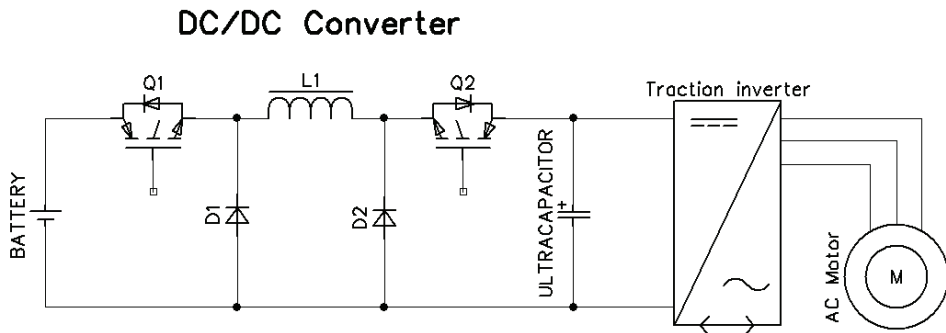 DC/DC Converter
Q1
L1
Q2
Traction inverter
BATTERY
D1
D2
ULTRACAPACITOR
+
AC Motor
M